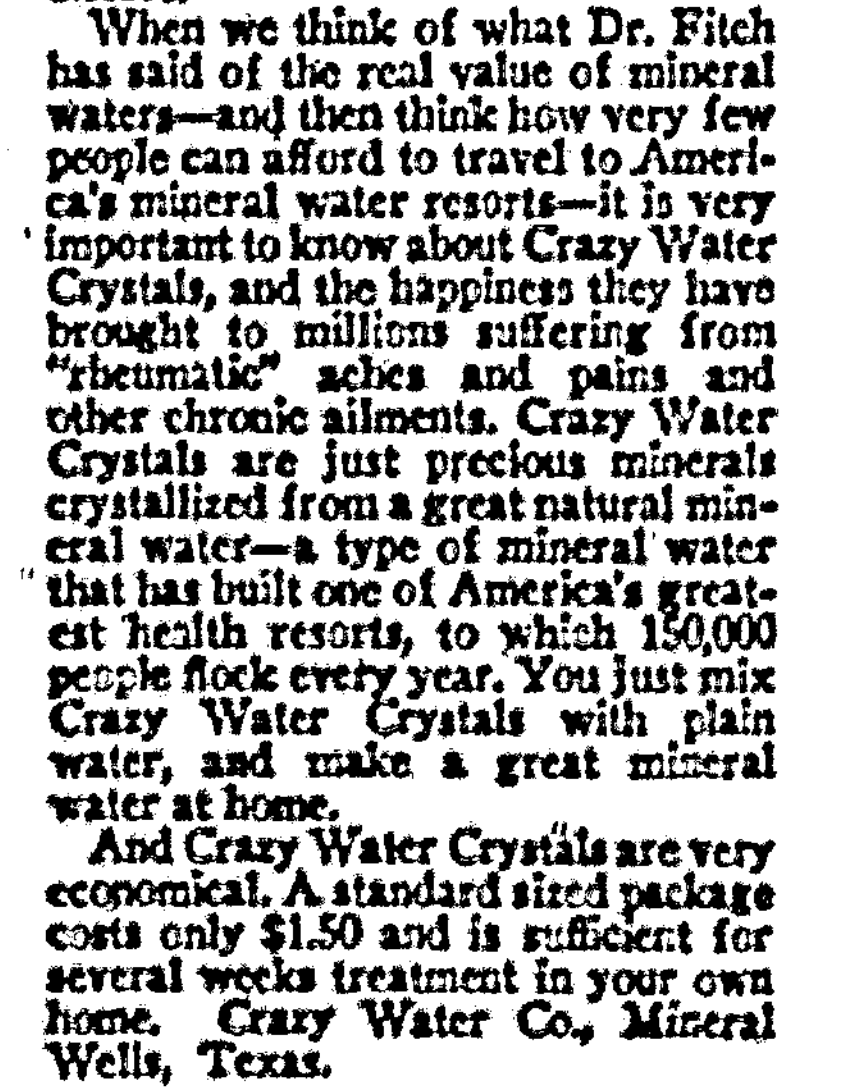 When we think of what Dr. Fitch
has said of the real value of mineral
waters—and then think how very few
people can afford to travel to Ameri-
ca's mineral water resorts—it is very
important to know about Crazy Water
Crystals, and the happiness they have
brought to millions suffering from
"rheumatic" aches and pains and
other chronic ailments. Crazy Water
Crystals are just precious minerals
crystallized from a great natural min-
eral water—a type of mineral water
that has built one of America's great-
est health resorts, to which 150,000
people flock every year. You just mix
Crazy Water Crystals with plain
water, and make a great mineral
water at home.
And Crazy Water Crystals are very
economical. A standard sized package
costs only $1.50 and is sufficient for
several weeks treatment in your own
home. Crazy Water Co., Mineral
Wells, Texas.